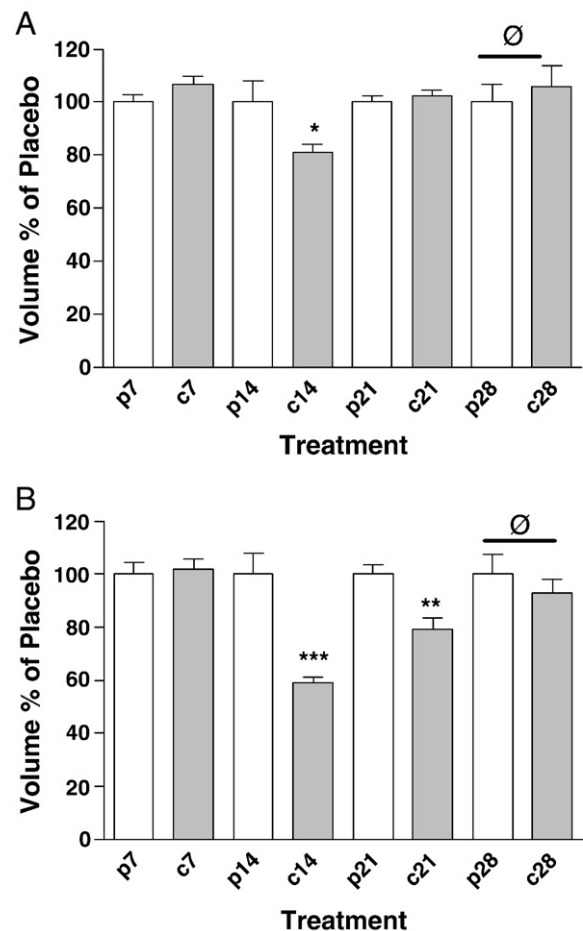 A
Ø
120
100
80
60
40
20
0
*
Volume % of Placebo
p7 c7 p14 c14 p21 c21 p28 c28
Treatment
B
Ø
120
100
80
60
40
20
0
***
**
Volume % of Placebo
p7 c7 p14 c14 p21 c21 p28 c28
Treatment